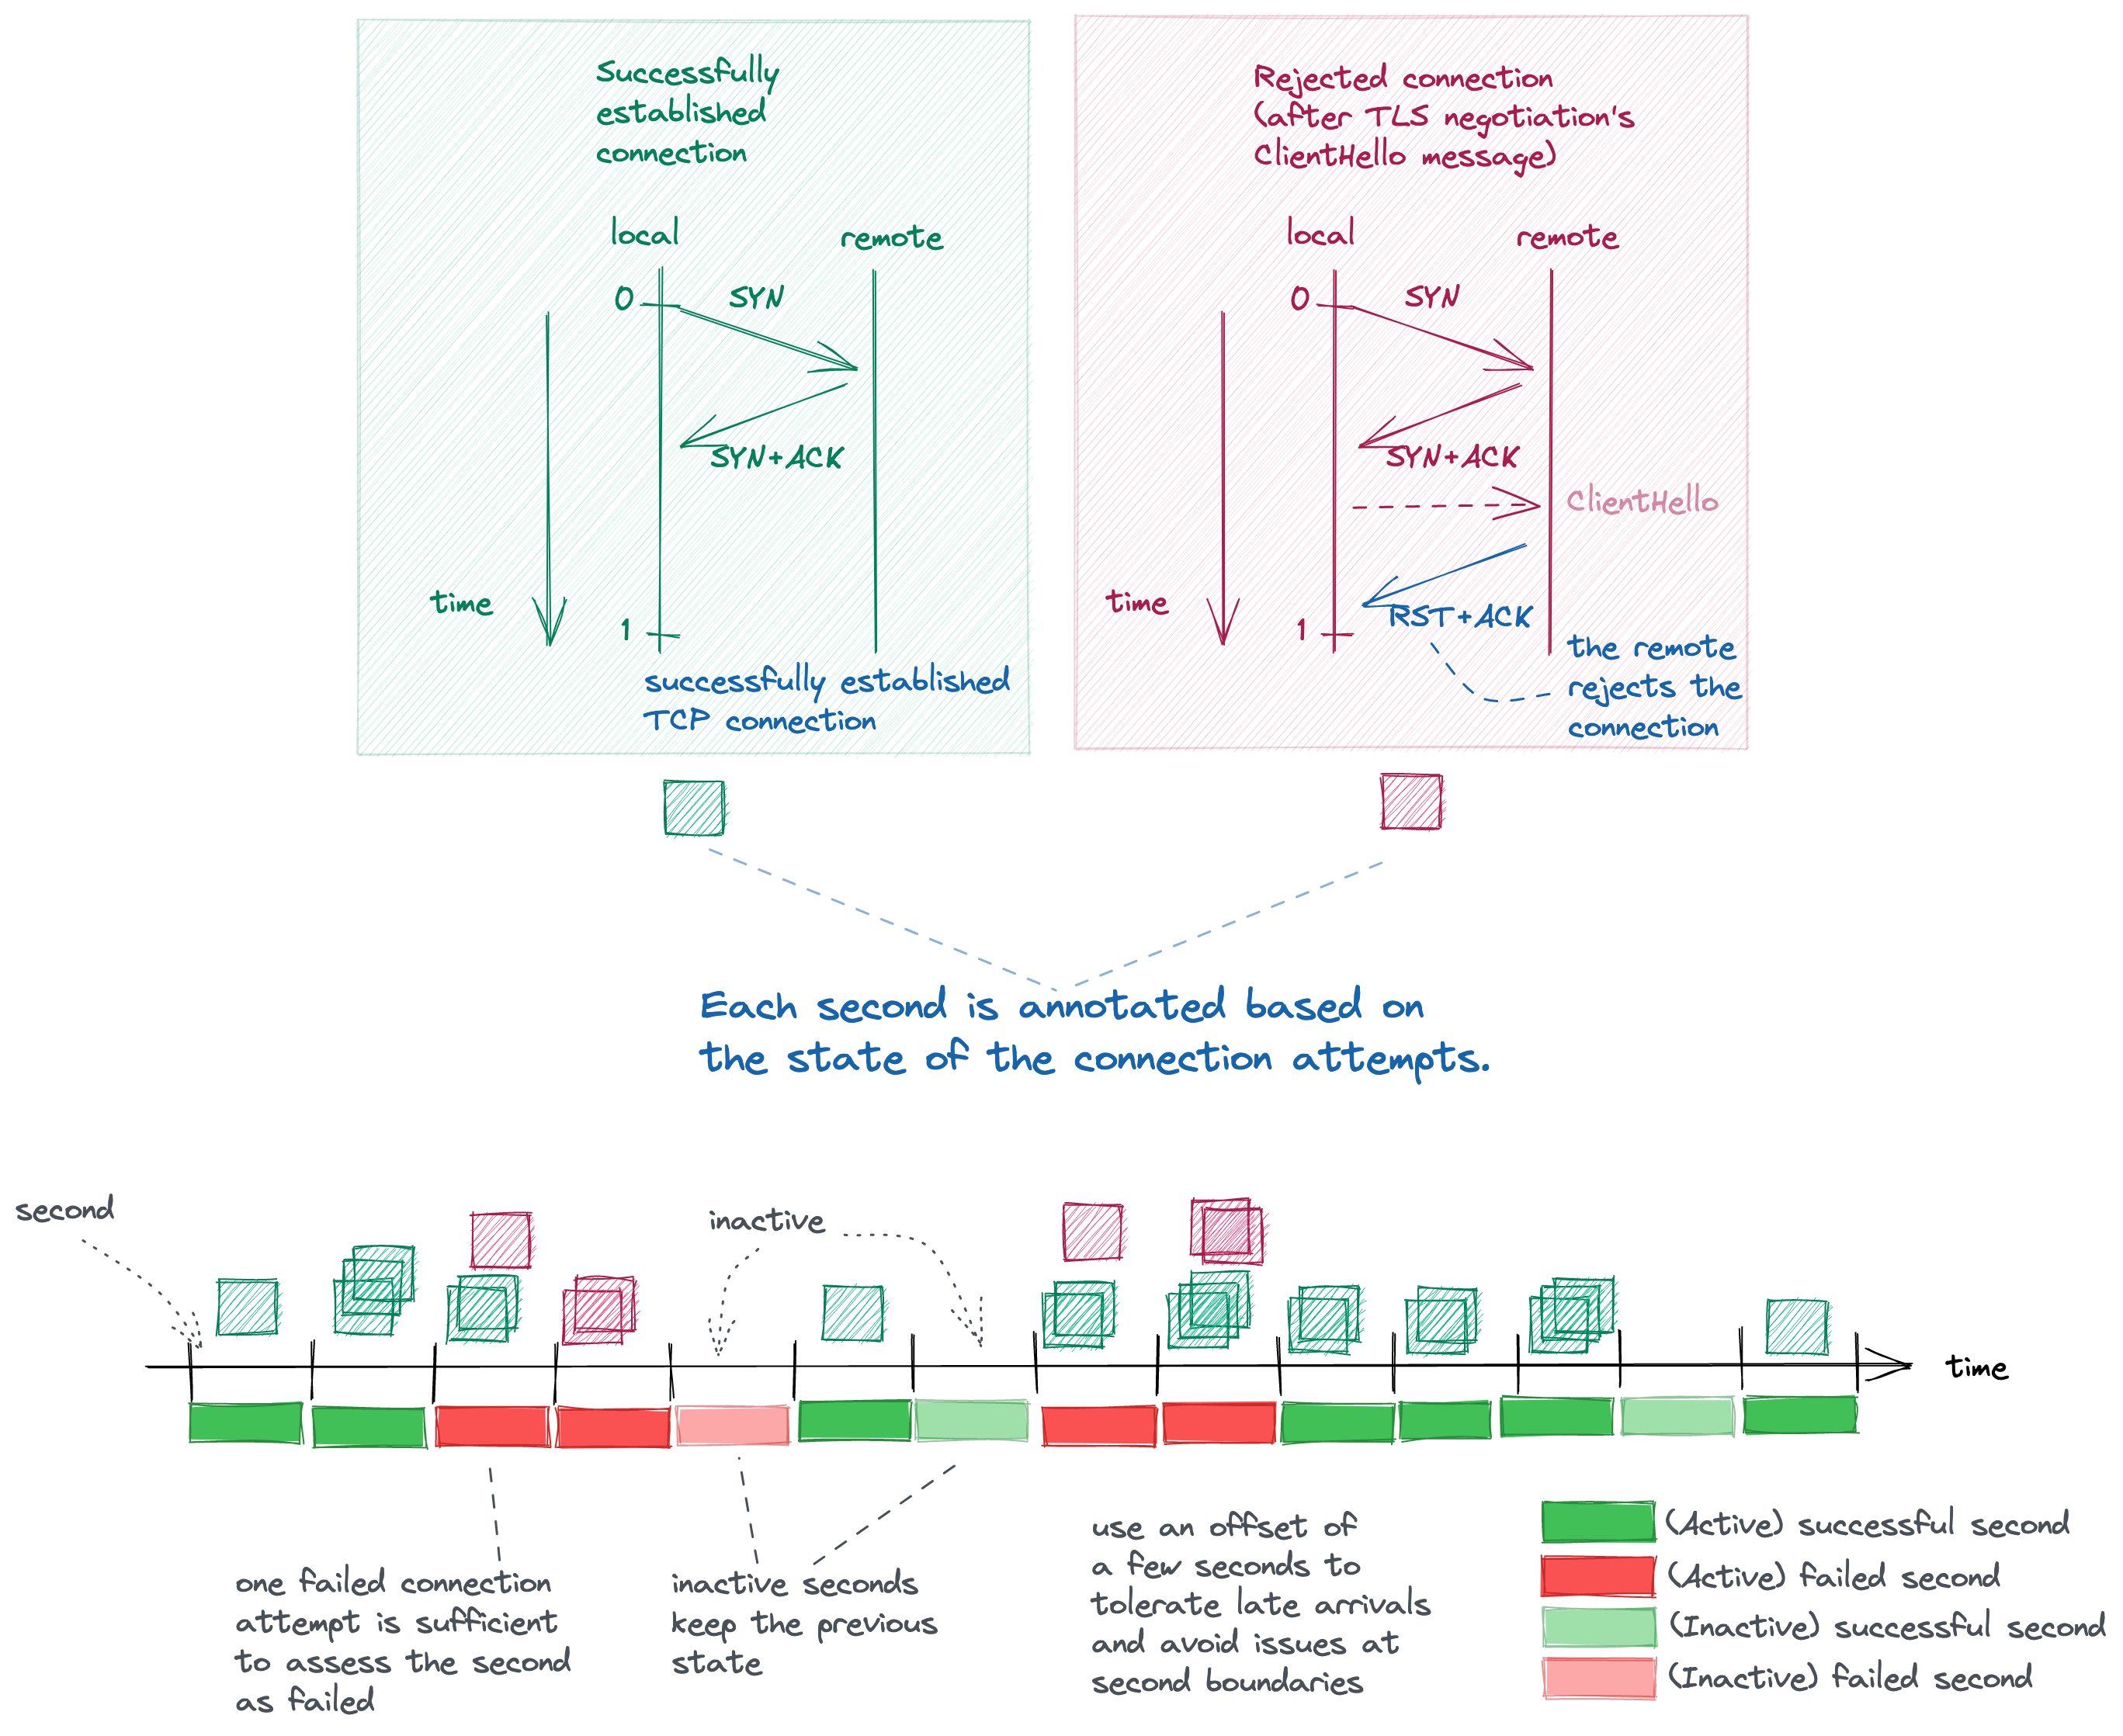 Successfully
established
connection
local
remote
0
SYN
SYN+ACK
time
1
successfully established
TCP connection
Rejected connection
(after TLS negotiation's
ClientHello message)
local
remote
0
SYN
SYN+ACK
ClientHello
time
RST+ACK
1
the remote
rejects the
connection
Each second is annotated based on
the state of the connection attempts.
second
inactive
time
one failed connection
attempt is sufficient
to assess the second
as failed
inactive seconds
keep the previous
state
use an offset of
a few seconds to
tolerate late arrivals
and avoid issues at
second boundaries
(Active) successful second
(Active) failed second
(Inactive) successful second
(Inactive) failed second